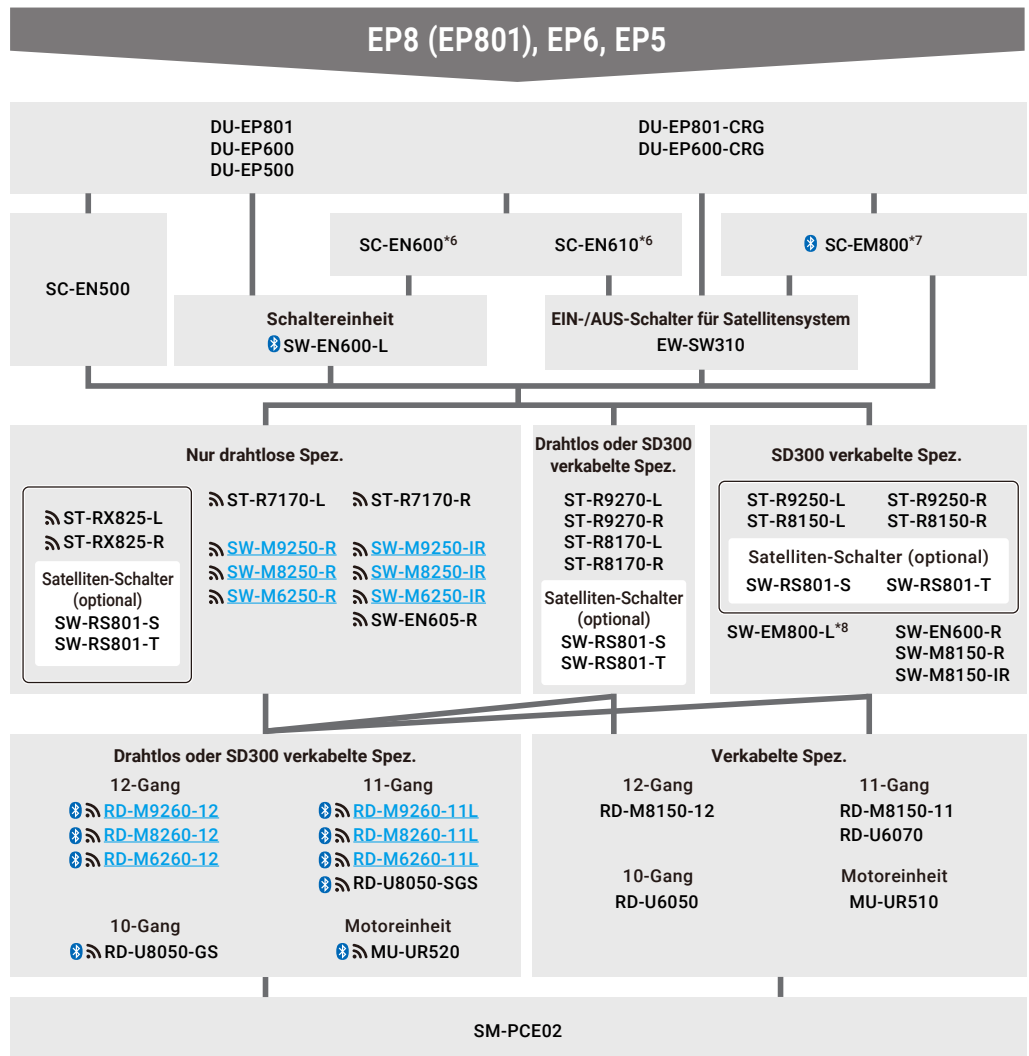 EP8 (EP801), EP6, EP5
DU-EP801
DU-EP600
DU-EP500
DU-EP801-CRG
DU-EP600-CRG
SC-EN500
SC-EN600*6
SC-EN610*6
SC-EM800*7
Schaltereinheit
SW-EN600-L
EIN-/AUS-Schalter für Satellitensystem
EW-SW310
Nur drahtlose Spez.
ST-RX825-L
ST-RX825-R
Satelliten-Schalter
(optional)
SW-RS801-S
SW-RS801-T
ST-R7170-L
ST-R7170-R
SW-M9250-R
SW-M9250-IR
SW-M8250-R
SW-M8250-IR
SW-M6250-R
SW-M6250-IR
SW-EN605-R
Drahtlos oder SD300
verkabelte Spez.
ST-R9270-L
ST-R9270-R
ST-R8170-L
ST-R8170-R
Satelliten-Schalter
(optional)
SW-RS801-S
SW-RS801-T
SD300 verkabelte Spez.
ST-R9250-L
ST-R9250-R
ST-R8150-L
ST-R8150-R
Satelliten-Schalter (optional)
SW-RS801-S
SW-RS801-T
SW-EM800-L*8
SW-EN600-R
SW-M8150-R
SW-M8150-IR
Drahtlos oder SD300 verkabelte Spez.
12-Gang
RD-M9260-12
RD-M8260-12
RD-M6260-12
11-Gang
RD-M9260-11L
RD-M8260-11L
RD-M6260-11L
RD-U8050-SGS
10-Gang
RD-U8050-GS
Motoreinheit
MU-UR520
Verkabelte Spez.
12-Gang
RD-M8150-12
11-Gang
RD-M8150-11
RD-U6070
10-Gang
RD-U6050
Motoreinheit
MU-UR510
SM-PCE02